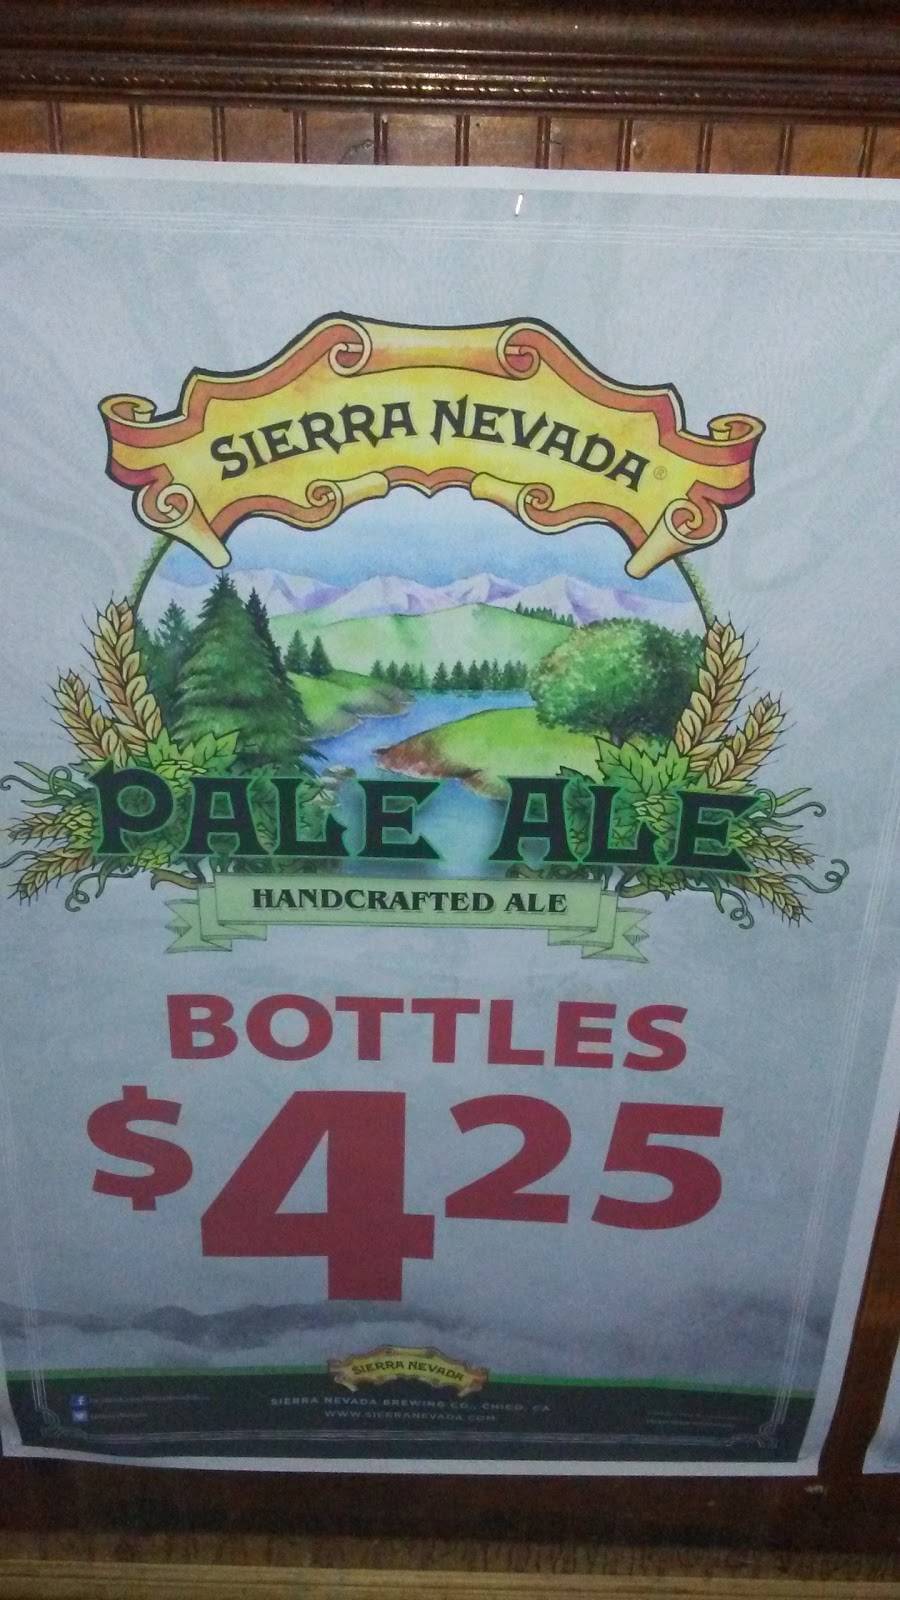 SIERRA NEVADA®
PALE ALE
HANDCRAFTED ALE
BOTTLES
$425
SIERRA NEVADA
SIERRA NEVADA BREWING CO., CHICO, CA
WWW.SIERRANEVADA.COM